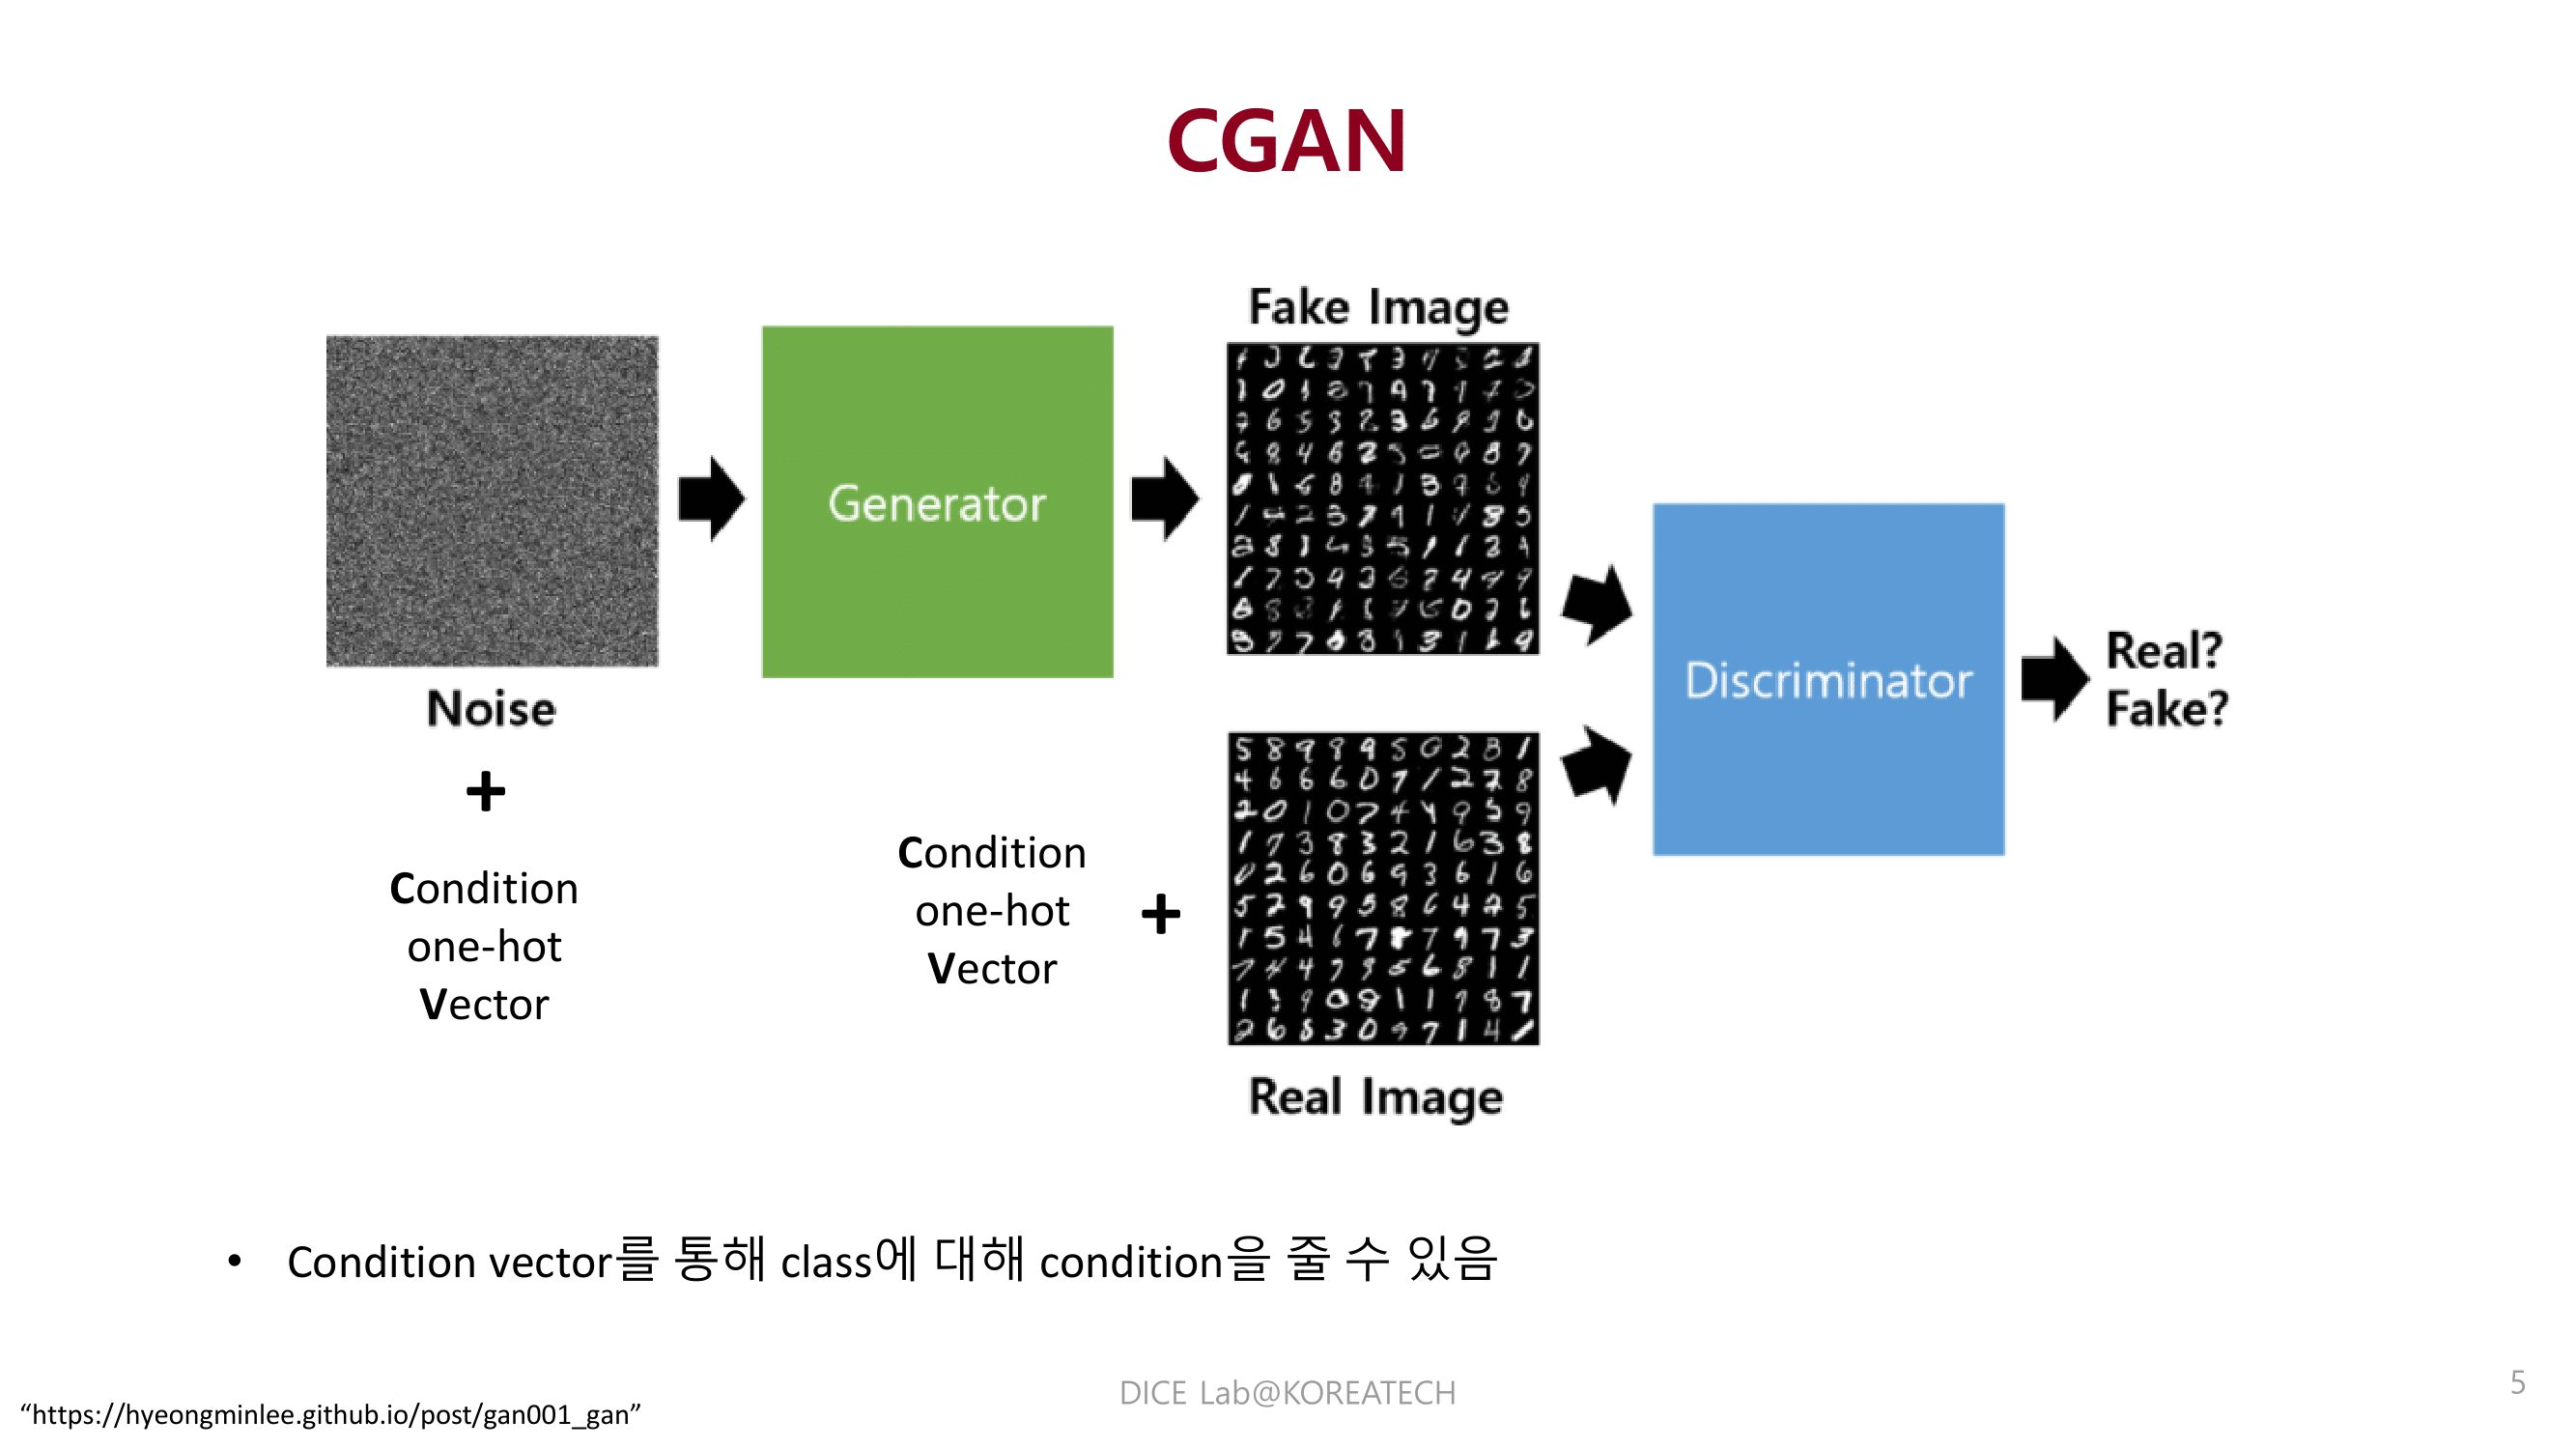 CGAN
Fake Image
Generator
Noise
+
Condition
one-hot
Vector
Condition
one-hot
Vector
+
Real Image
Discriminator
Real?
Fake?
• Condition vector를 통해 class에 대해 condition을 줄 수 있음
DICE Lab@KOREATECH
5
“https://hyeongminlee.github.io/post/gan001_gan”